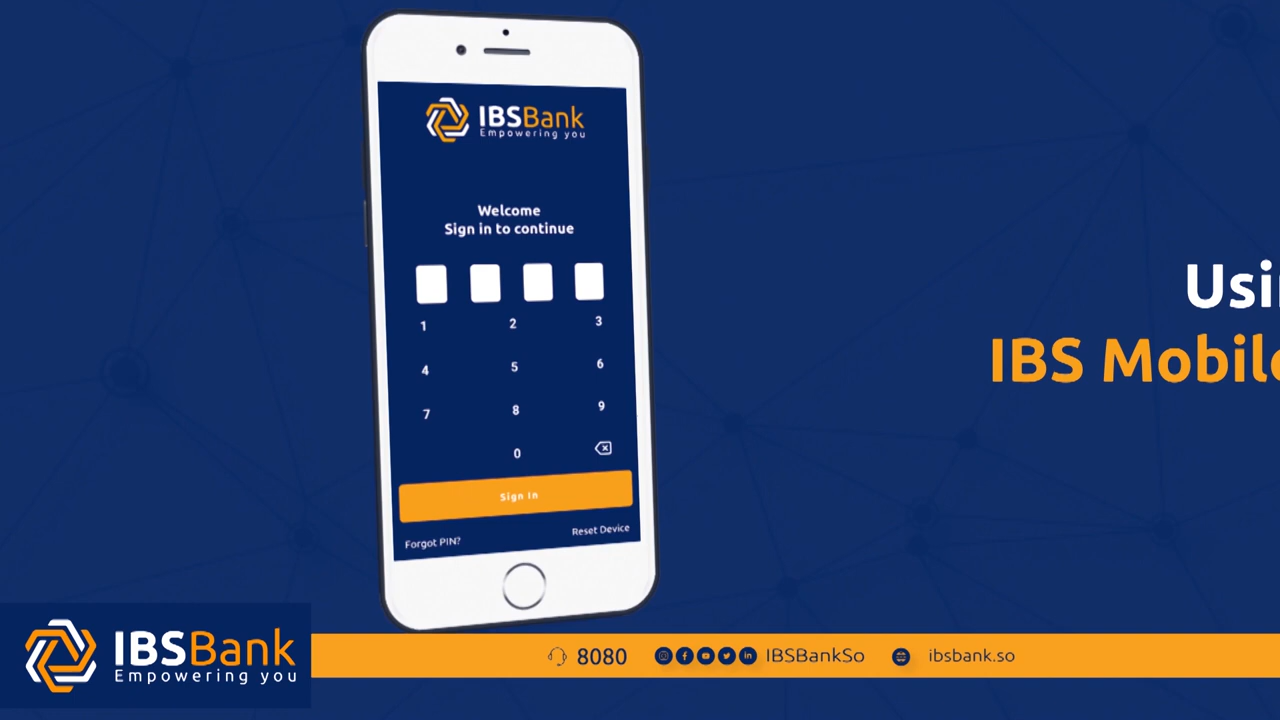 IBSBank
Empowering you
Welcome
Sign in to continue
1 2 3
4 5 6
7 8 9
0
Sign In
Forgot PIN? Reset Device
Usi
IBS Mobile
IBSBank
Empowering you
8080 IBSBankSo ibsbank.so